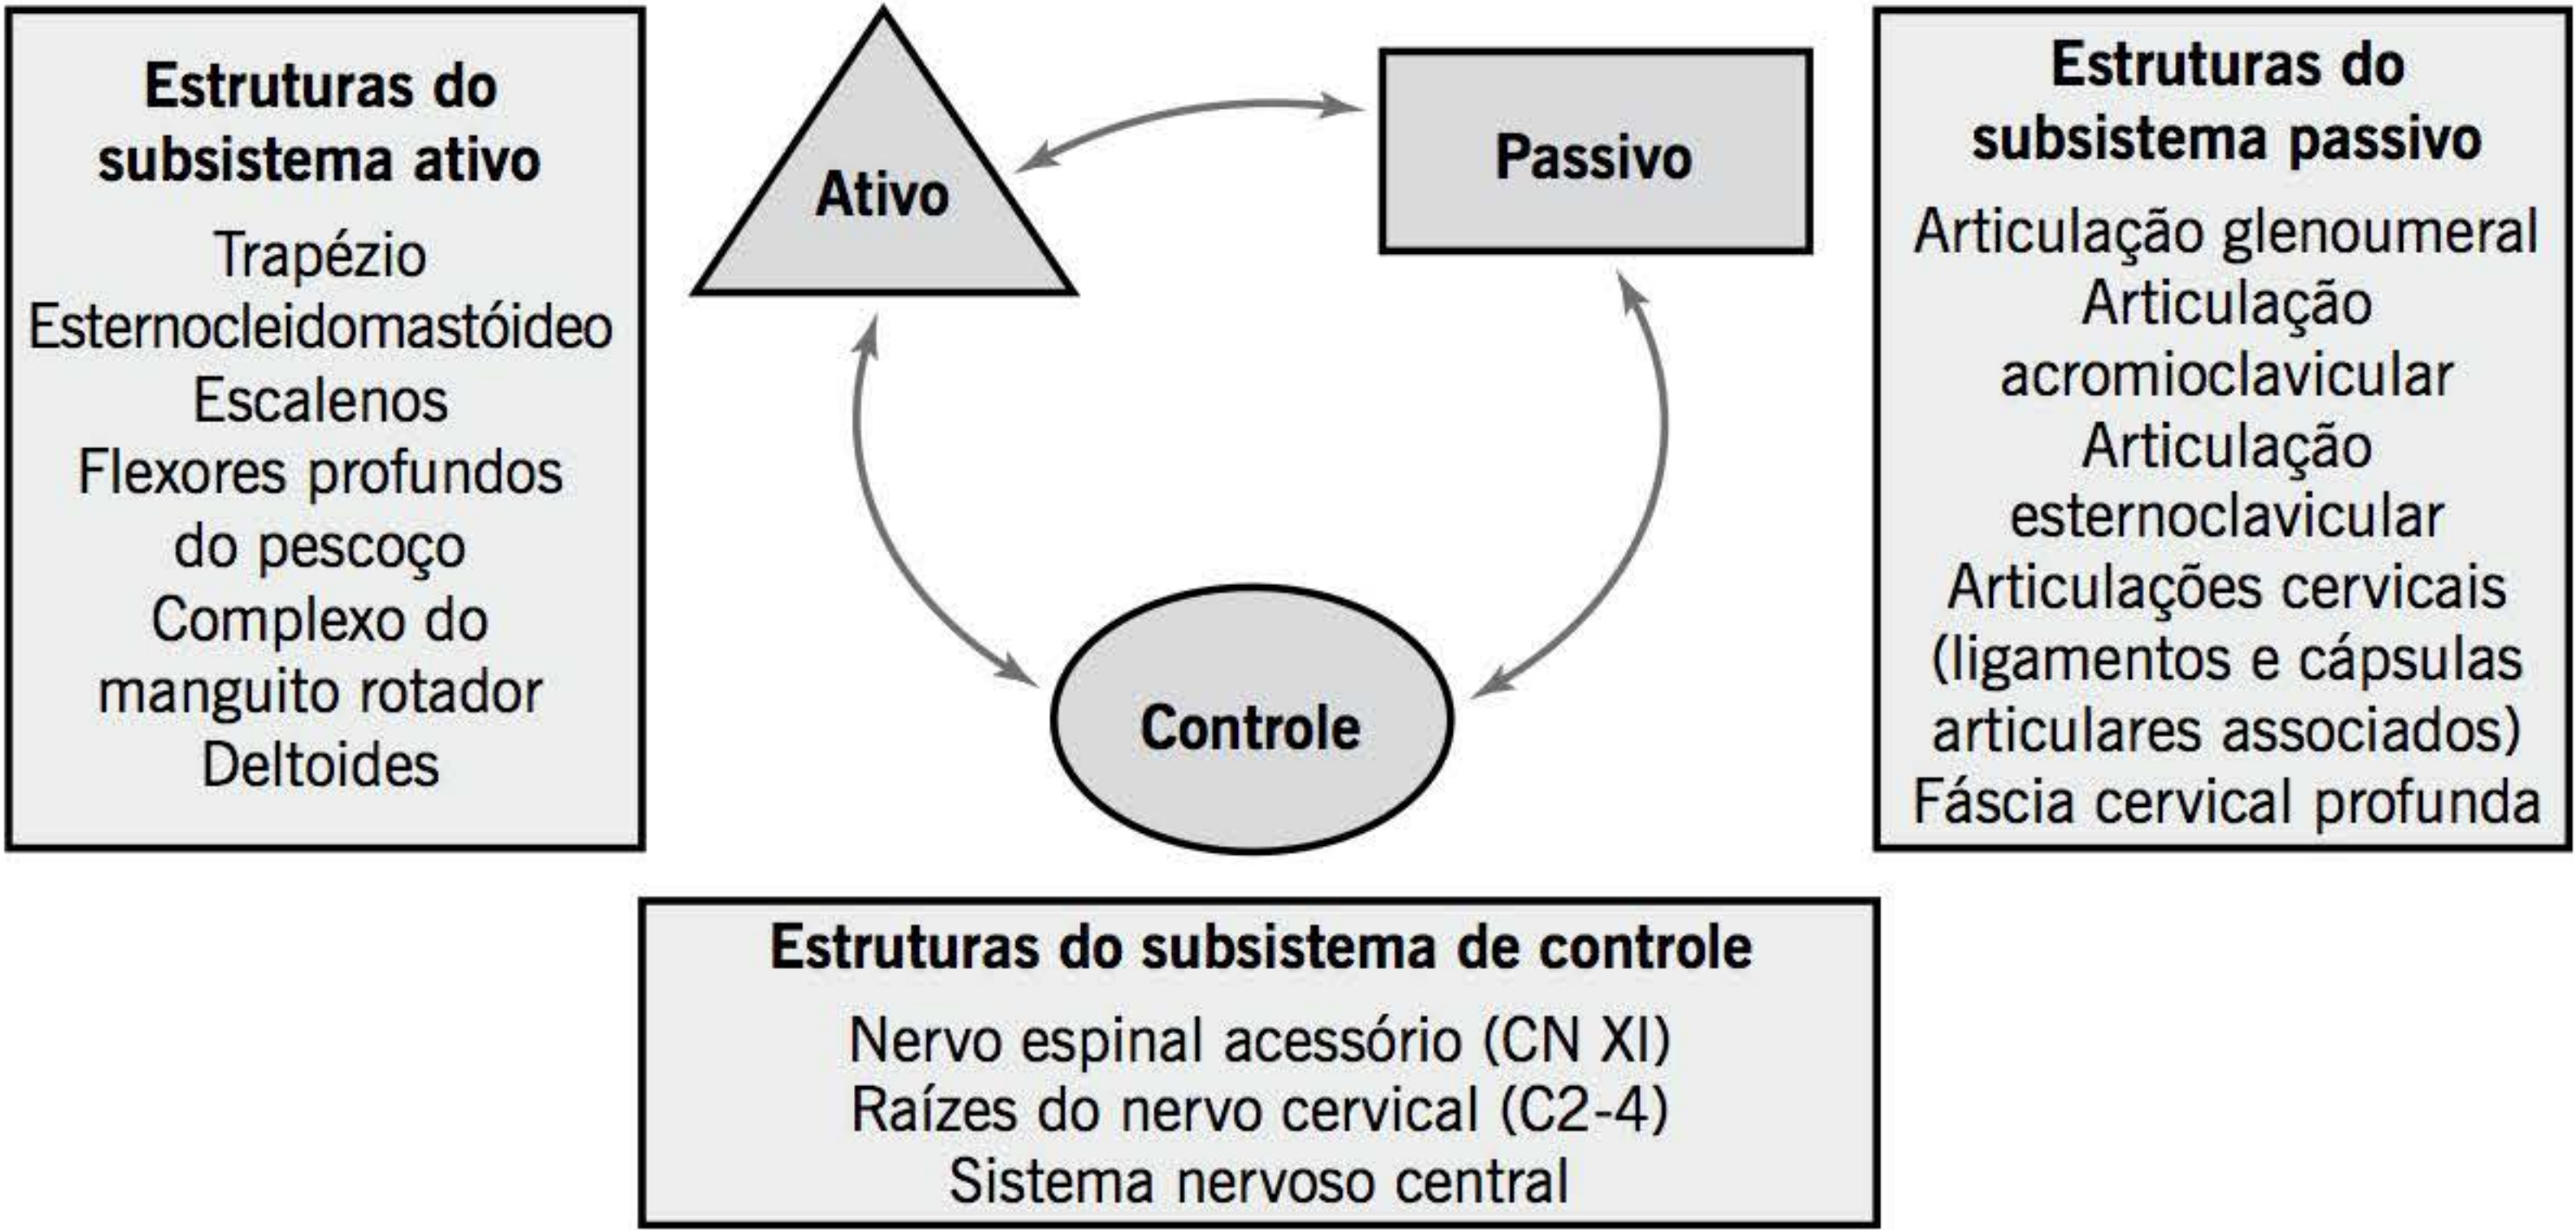 Estruturas do
subsistema ativo
Trapézio
Esternocleidomastóideo
Escalenos
Flexores profundos
do pescoço
Complexo do
manguito rotador
Deltoides
Ativo
Passivo
Controle
Estruturas do
subsistema passivo
Articulação glenoumeral
Articulação
acromioclavicular
Articulação
esternoclavicular
Articulações cervicais
(ligamentos e cápsulas
articulares associados)
Fáscia cervical profunda
Estruturas do subsistema de controle
Nervo espinal acessório (CN XI)
Raízes do nervo cervical (C2-4)
Sistema nervoso central